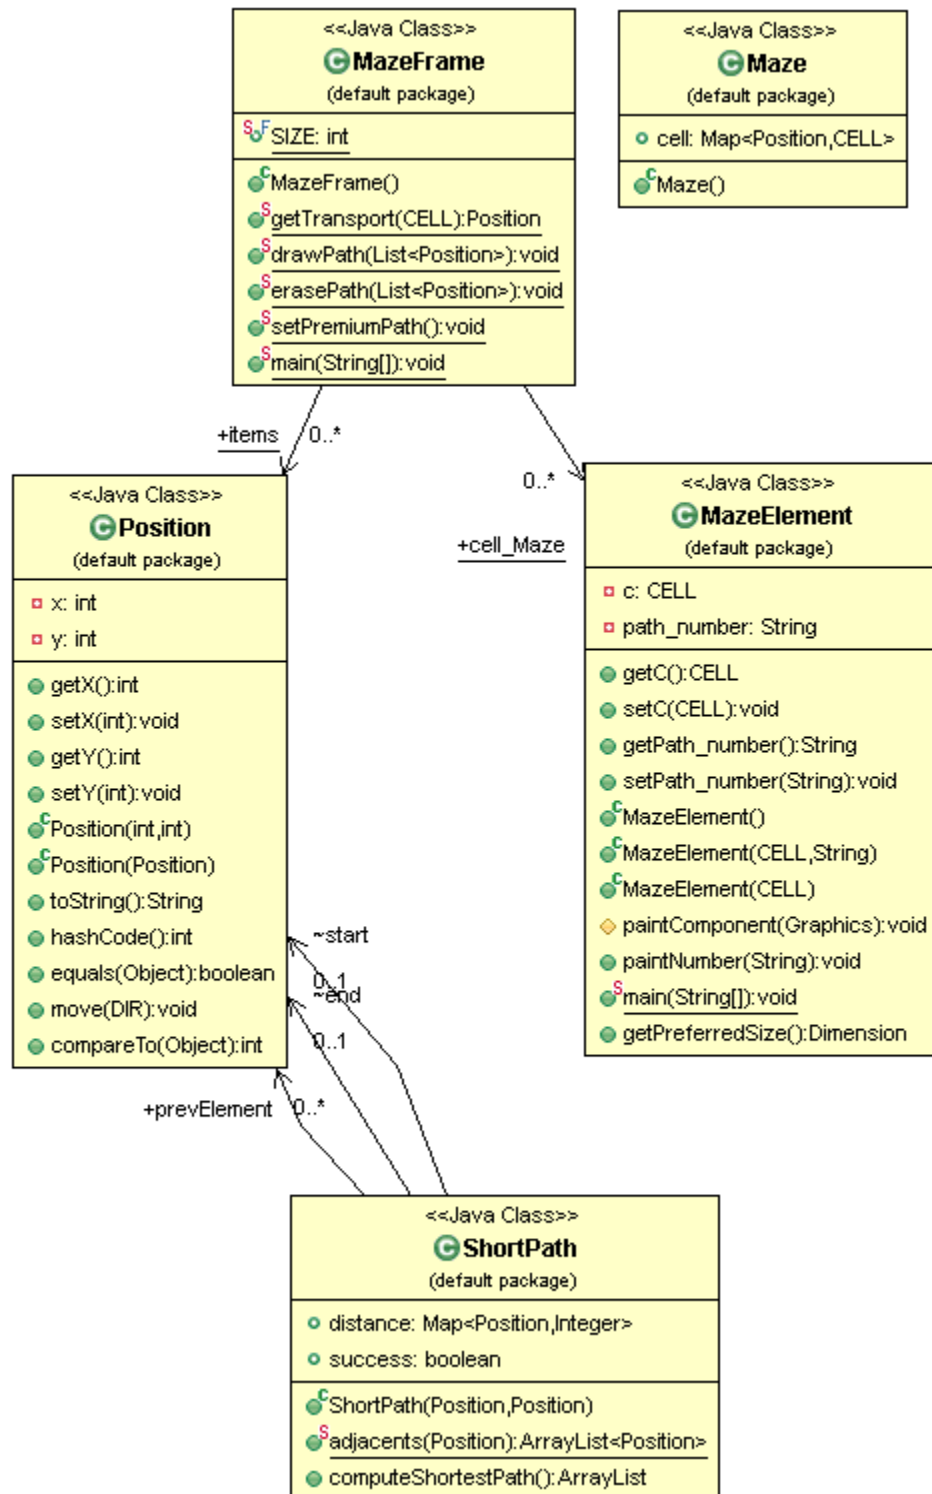 <<Java Class>>
MazeFrame
(default package)
SIZE: int
MazeFrame()
getTransport(CELL):Position
drawPath(List<Position>):void
erasePath(List<Position>):void
setPremiumPath():void
main(String[]):void
<<Java Class>>
Maze
(default package)
cell: Map<Position,CELL>
Maze()
+items
0..*
0..*
+cell_Maze
<<Java Class>>
Position
(default package)
x: int
y: int
getX():int
setX(int):void
getY():int
setY(int):void
Position(int,int)
Position(Position)
toString():String
hashCode():int
equals(Object):boolean
move(DIR):void
compareTo(Object):int
<<Java Class>>
MazeElement
(default package)
c: CELL
path_number: String
getC():CELL
setC(CELL):void
getPath_number():String
setPath_number(String):void
MazeElement()
MazeElement(CELL,String)
MazeElement(CELL)
paintComponent(Graphics):void
paintNumber(String):void
main(String[]):void
getPreferredSize():Dimension
~start
0..1
~end
0..1
+prevElement
0..*
<<Java Class>>
ShortPath
(default package)
distance: Map<Position,Integer>
success: boolean
ShortPath(Position,Position)
adjacents(Position):ArrayList<Position>
computeShortestPath():ArrayList